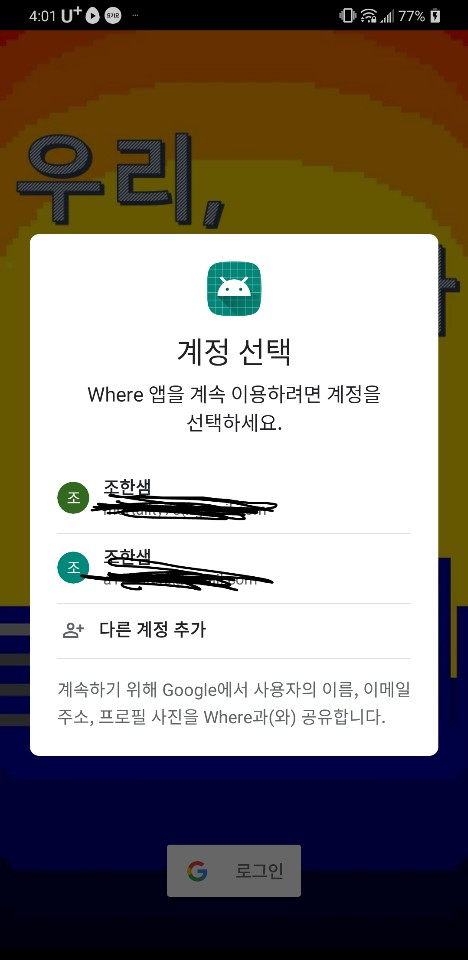 4:01 U+ 77%
우리,
계정 선택
Where 앱을 계속 이용하려면 계정을
선택하세요.
조 조한샘
조 조한샘
다른 계정 추가
계속하기 위해 Google에서 사용자의 이름, 이메일
주소, 프로필 사진을 Where과(와) 공유합니다.
로그인